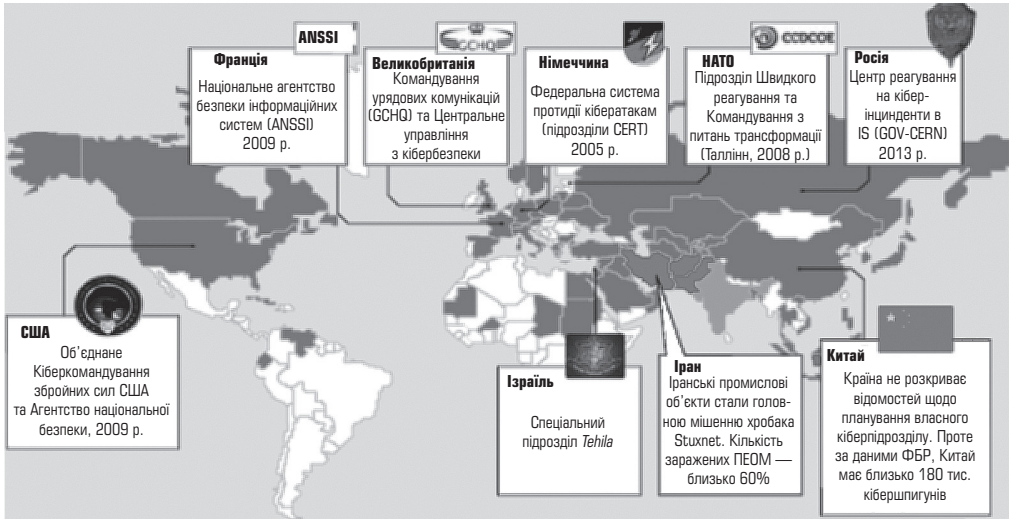 ANSSI
Франція
Національне агентство
безпеки інформаційних
систем (ANSSI)
2009 р.
GCHQ
Великобританія
Командування
урядових комунікацій
(GCHQ) та Центральне
управління
з кібербезпеки
Німеччина
Федеральна система
протидії кібератакам
(підрозділи CERT)
2005 р.
CCDCOE
НАТО
Підрозділ Швидкого
реагування та
Командування з
питань трансформації
(Таллінн, 2008 р.)
Росія
Центр реагування
на кібер-
інцинденти в
IS (GOV-CERN)
2013 р.
США
Об’єднане
Кіберкомандування
збройних сил США
та Агентство національної
безпеки, 2009 р.
Ізраїль
Спеціальний
підрозділ Tehila
Іран
Іранські промислові
об’єкти стали голов-
ною мішенню хробака
Stuxnet. Кількість
заражених ПЕОМ —
близько 60%
Китай
Країна не розкриває
відомостей щодо
планування власного
кіберпідрозділу. Проте
за даними ФБР, Китай
має близько 180 тис.
кібершпигунів